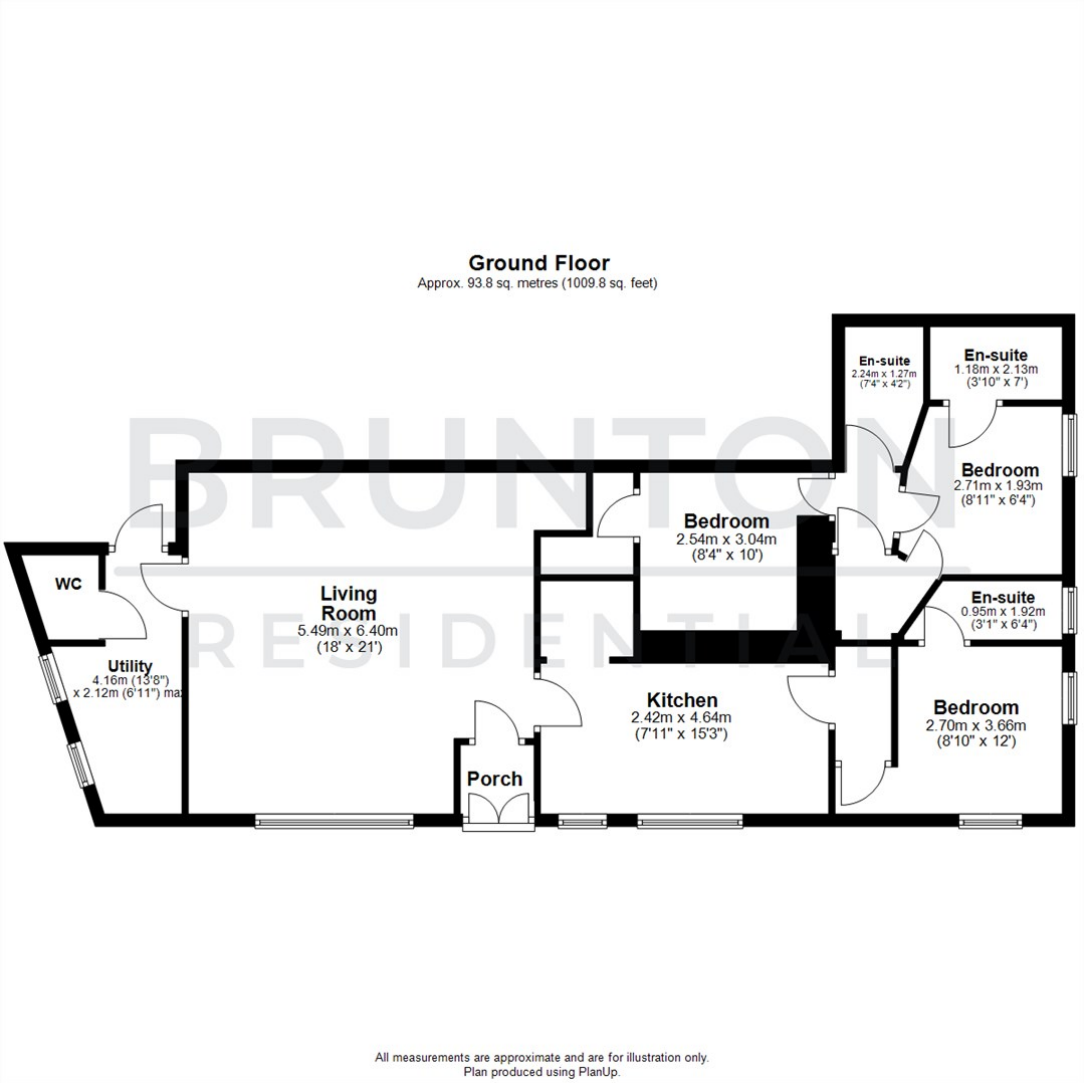 Ground Floor
Approx. 93.8 sq. metres (1009.8 sq. feet)
En-suite
2.24m x 1.27m
(7'4" x 4'2")
En-suite
1.18m x 2.13m
(3'10" x 7')
BRUNTON
RESIDENTIAL
Bedroom
2.71m x 1.93m
(8'11" x 6'4")
Bedroom
2.54m x 3.04m
(8'4" x 10')
WC
Living
Room
5.49m x 6.40m
(18' x 21')
En-suite
0.95m x 1.92m
(3'1" x 6'4")
Utility
4.16m (13'8")
x 2.12m (6'11") ma
Kitchen
2.42m x 4.64m
(7'11" x 15'3")
Bedroom
2.70m x 3.66m
(8'10" x 12')
Porch
All measurements are approximate and are for illustration only.
Plan produced using PlanUp.